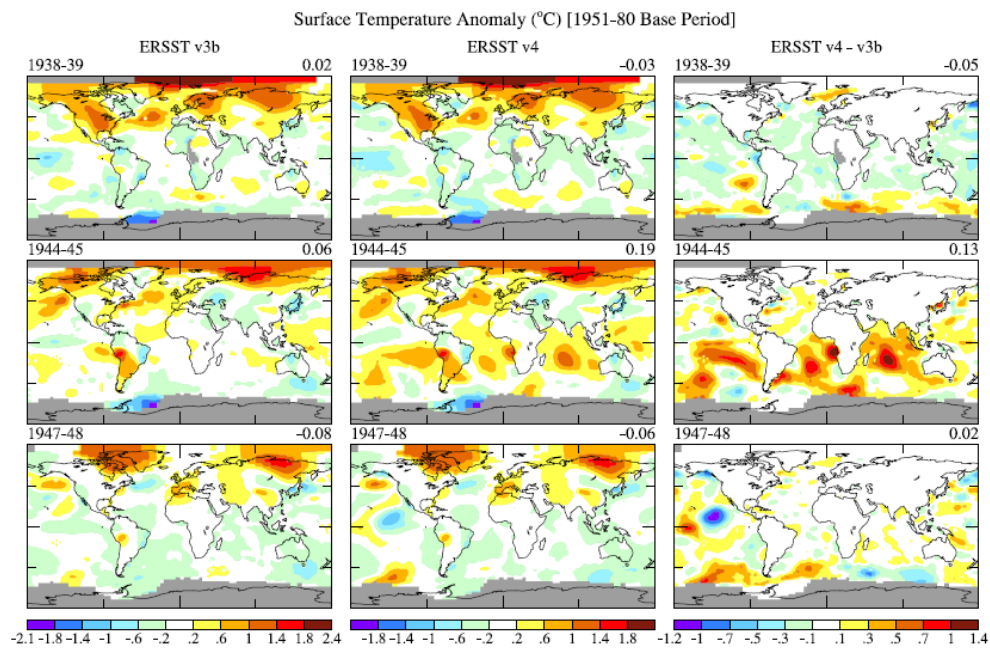 Surface Temperature Anomaly (°C) [1951-80 Base Period]
ERSST v3b ERSST v4 ERSST v4 - v3b
1938-39 0.02 1938-39 -0.03 1938-39 -0.05
1944-45 0.06 1944-45 0.19 1944-45 0.13
1947-48 -0.08 1947-48 -0.06 1947-48 0.02
-2.1 -1.8 -1.4 -1 -.6 -.2 .2 .6 1 1.4 1.8 2.4 -1.8 -1.4 -1 -.6 -.2 .2 .6 1 1.4 1.8 -1.2 -1 -.7 -.5 -.3 -.1 .1 .3 .5 .7 1 1.4